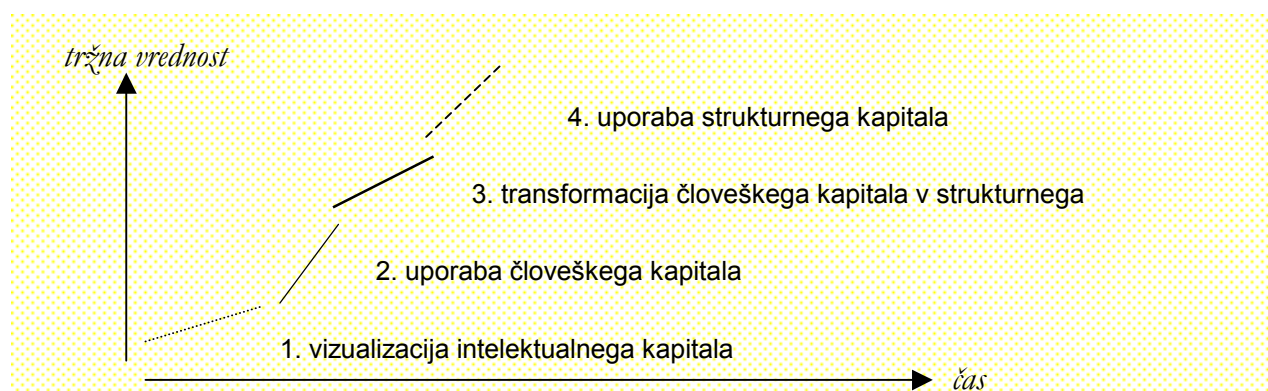 tržna vrednost
4. uporaba strukturnega kapitala
3. transformacija človeškega kapitala v strukturnega
2. uporaba človeškega kapitala
1. vizualizacija intelektualnega kapitala
čas